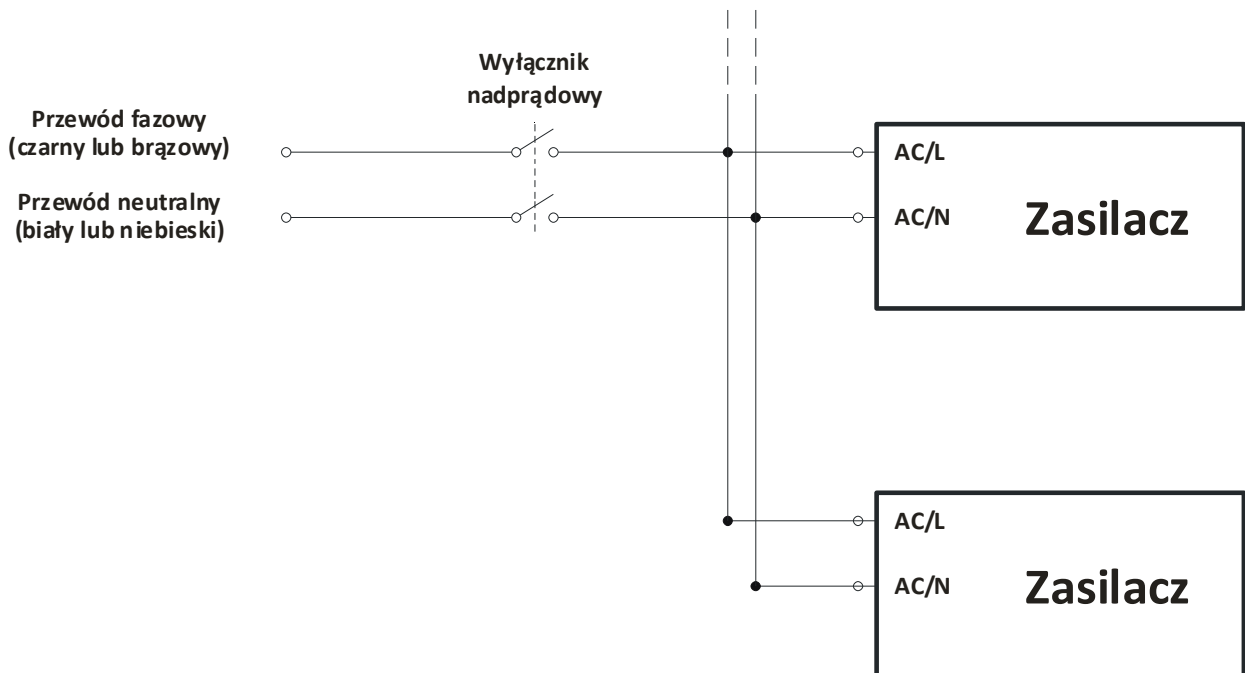 Wyłącznik
nadprądowy
Przewód fazowy
(czarny lub brązowy)
Przewód neutralny
(biały lub niebieski)
AC/L
AC/N
Zasilacz
AC/L
AC/N
Zasilacz